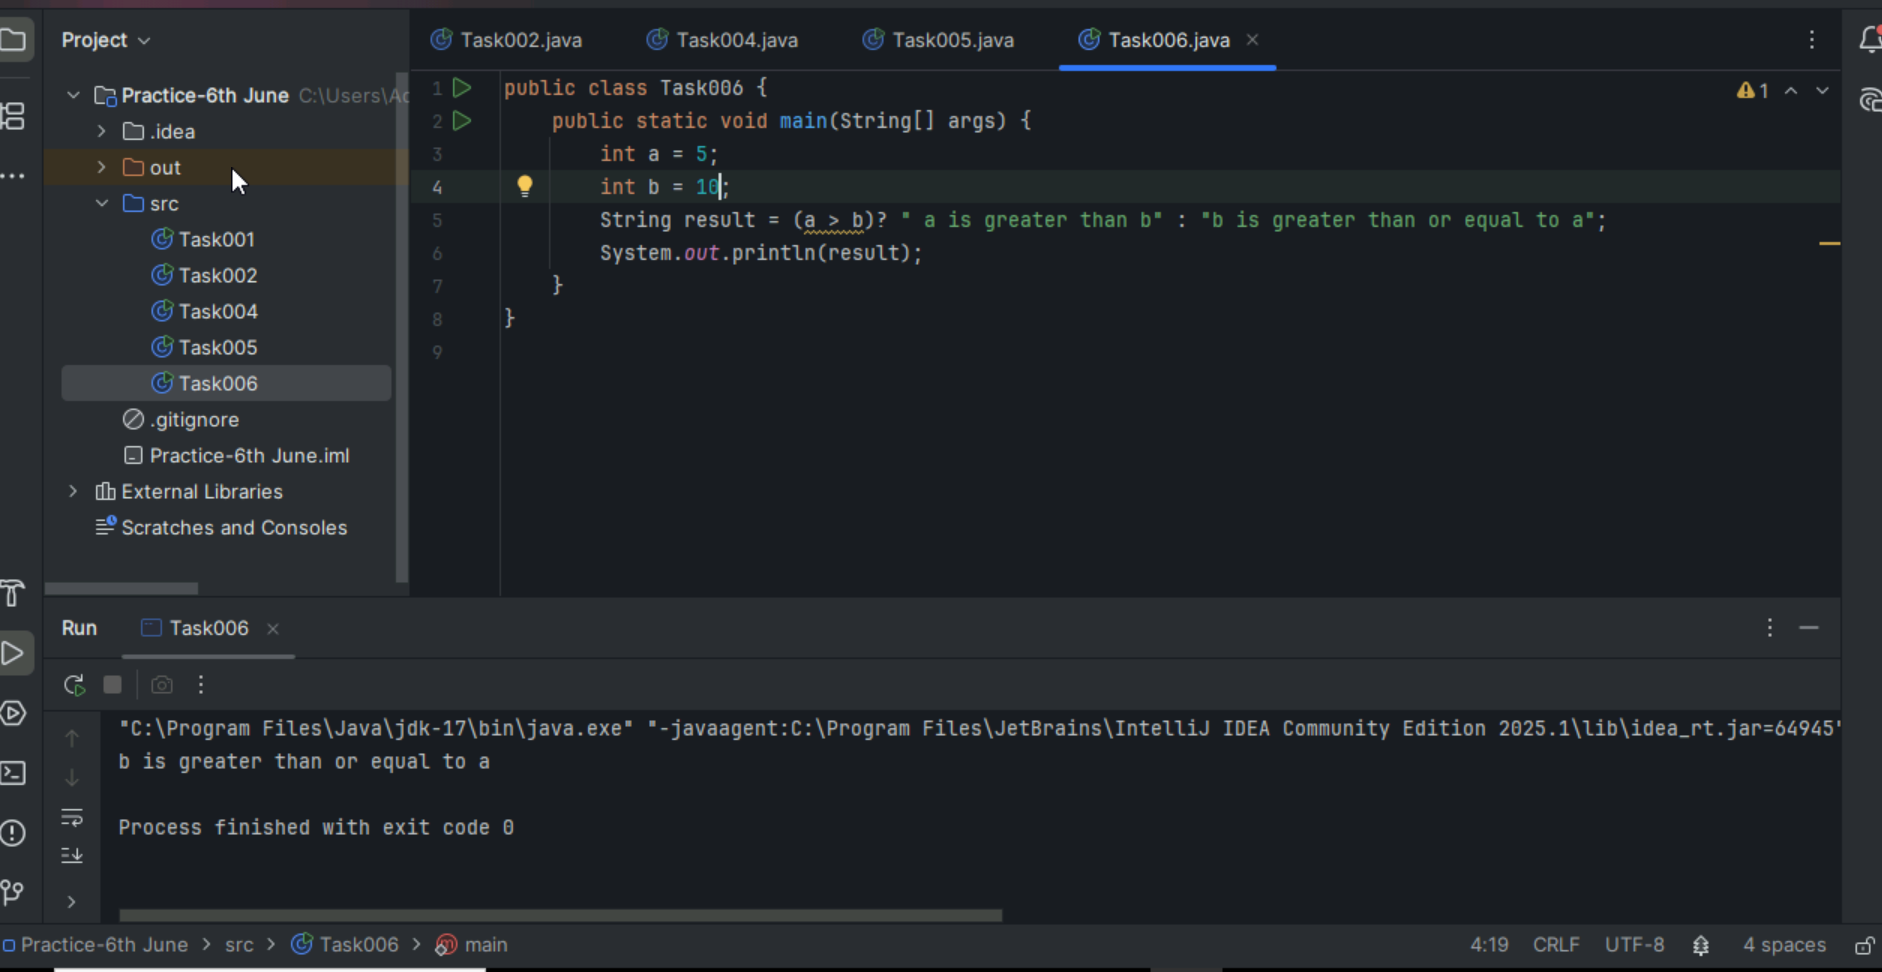 Project
Task002.java
Task004.java
Task005.java
Task006.java
Practice-6th June C:\Users\Ac
.idea
out
src
Task001
Task002
Task004
Task005
Task006
.gitignore
Practice-6th June.iml
External Libraries
Scratches and Consoles
1 public class Task006 {
2 public static void main(String[] args) {
3 int a = 5;
4 int b = 10;
5 String result = (a > b)? " a is greater than b" : "b is greater than or equal to a";
6 System.out.println(result);
7 }
8 }
9
1
Run
Task006
"C:\Program Files\Java\jdk-17\bin\java.exe" "-javaagent:C:\Program Files\JetBrains\IntelliJ IDEA Community Edition 2025.1\lib\idea_rt.jar=64945"
b is greater than or equal to a
Process finished with exit code 0
Practice-6th June > src > Task006 > main
4:19 CRLF UTF-8 4 spaces